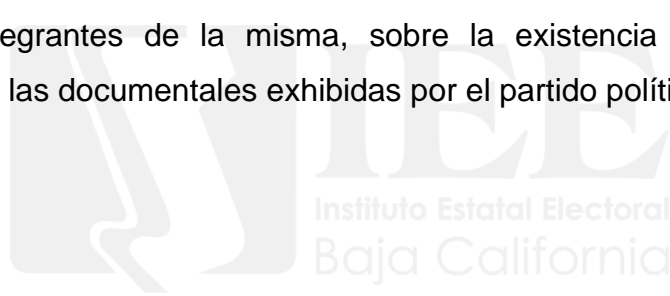 egrantes de la misma, sobre la existencia
las documentales exhibidas por el partido políti
IEE
Instituto Estatal Electoral
Baja California